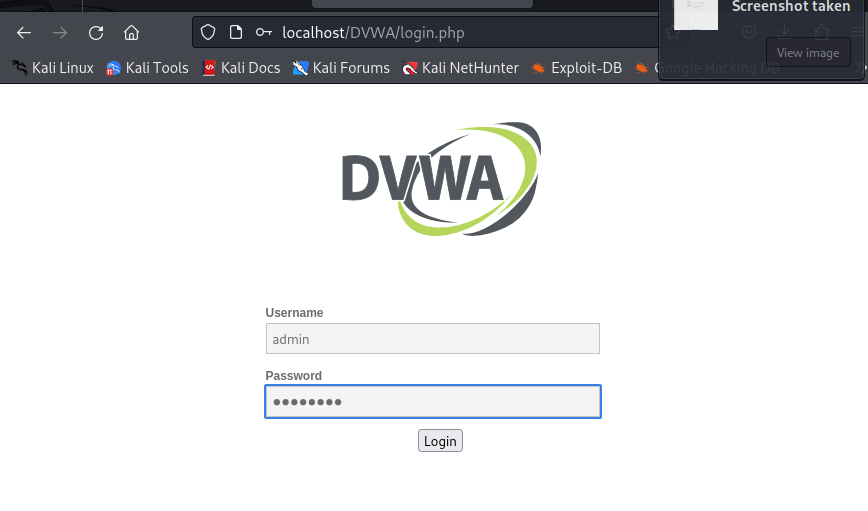 Screenshot taken
localhost/DVWA/login.php
View image
Kali Linux Kali Tools Kali Docs Kali Forums Kali NetHunter Exploit-DB Google Hacking DB
DVWA
Username
admin
Password
••••••••
Login